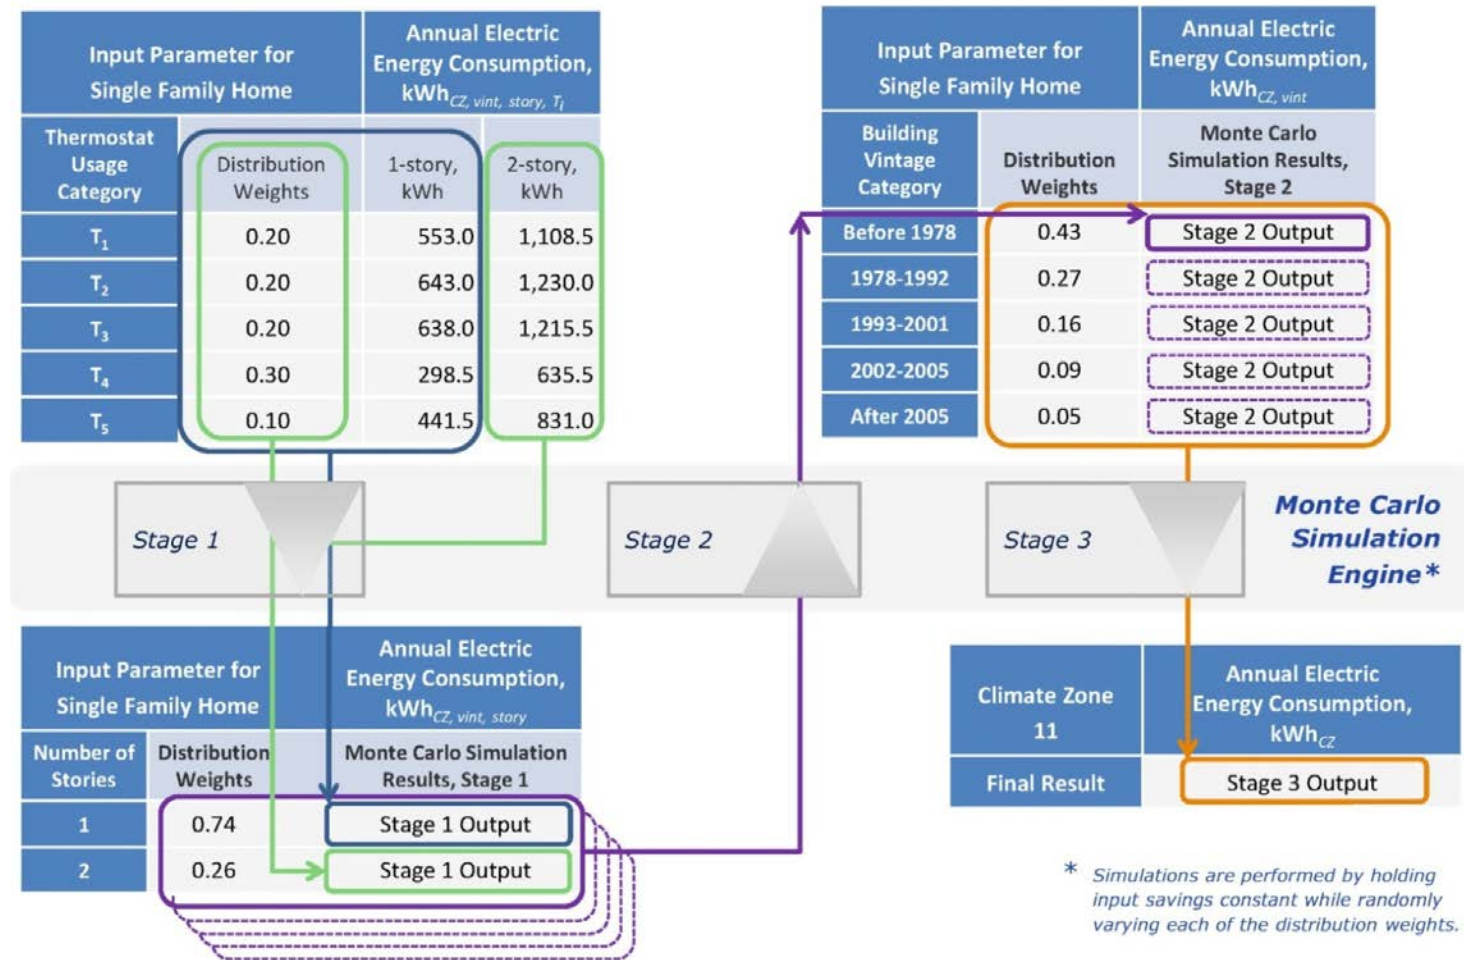 Input Parameter for
Single Family Home
Annual Electric
Energy Consumption,
kWh CZ, vint, story, Ti
Thermostat
Usage
Category
Distribution
Weights
1-story,
kWh
2-story,
kWh
T1 0.20 553.0 1,108.5
T2 0.20 643.0 1,230.0
T3 0.20 638.0 1,215.5
T4 0.30 298.5 635.5
T5 0.10 441.5 831.0
Input Parameter for
Single Family Home
Annual Electric
Energy Consumption,
kWh CZ, vint
Building
Vintage
Category
Distribution
Weights
Monte Carlo
Simulation Results,
Stage 2
Before 1978 0.43 Stage 2 Output
1978-1992 0.27 Stage 2 Output
1993-2001 0.16 Stage 2 Output
2002-2005 0.09 Stage 2 Output
After 2005 0.05 Stage 2 Output
Stage 1
Stage 2
Stage 3
Monte Carlo
Simulation
Engine*
Input Parameter for
Single Family Home
Annual Electric
Energy Consumption,
kWh CZ, vint, story
Number of
Stories
Distribution
Weights
Monte Carlo Simulation
Results, Stage 1
1 0.74 Stage 1 Output
2 0.26 Stage 1 Output
Climate Zone
11
Annual Electric
Energy Consumption,
kWh CZ
Final Result Stage 3 Output
* Simulations are performed by holding
input savings constant while randomly
varying each of the distribution weights.